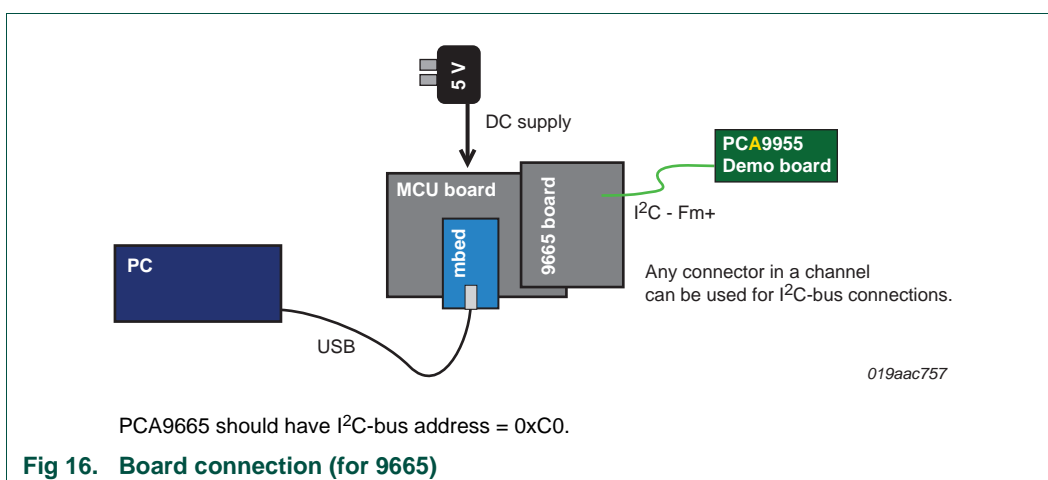 5 V
DC supply
PCA9955
Demo board
MCU board
9665 board
I²C - Fm+
mbed
PC
Any connector in a channel
can be used for I²C-bus connections.
USB
019aac757
PCA9665 should have I²C-bus address = 0xC0.
Fig 16. Board connection (for 9665)